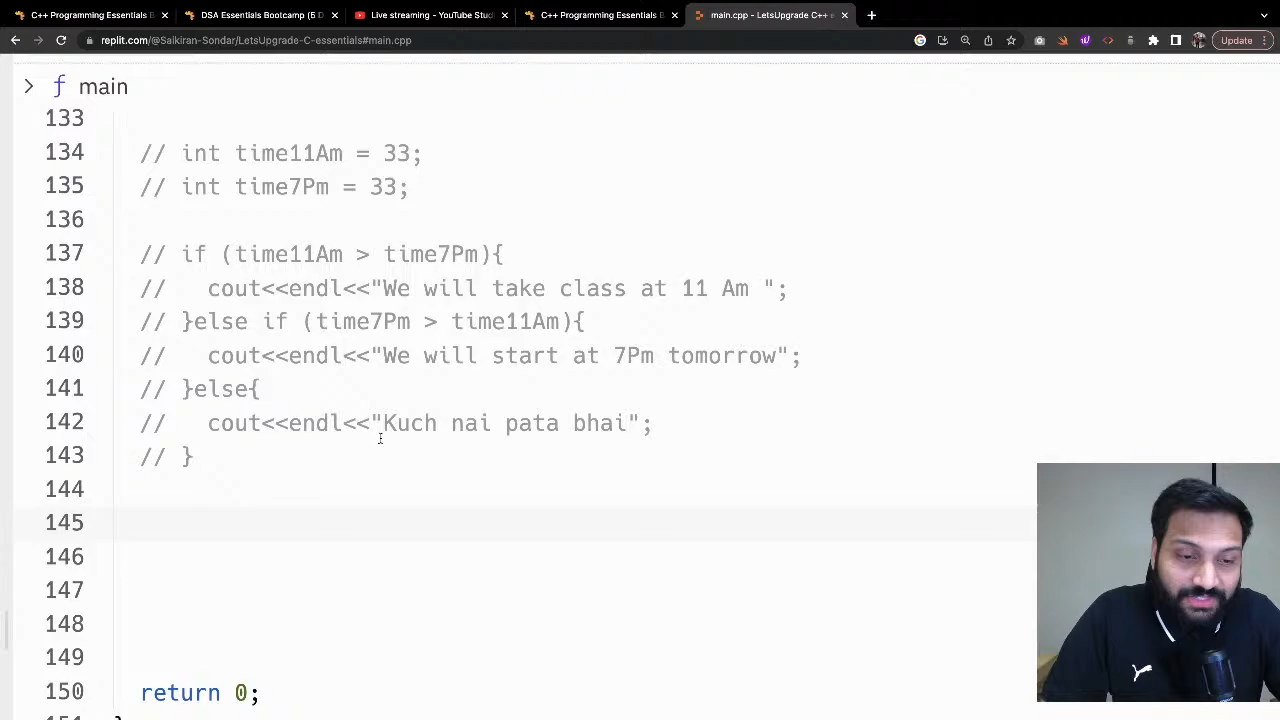 C++ Programming Essentials B
DSA Essentials Bootcamp (5 D
Live streaming - YouTube Stud
C++ Programming Essentials B
main.cpp - LetsUpgrade C++ e
replit.com/@Saikiran-Sondar/LetsUpgrade-C-essentials#main.cpp
Update
> ƒ main
133
134 // int time11Am = 33;
135 // int time7Pm = 33;
136
137 // if (time11Am > time7Pm){
138 //   cout<<endl<<"We will take class at 11 Am ";
139 // }else if (time7Pm > time11Am){
140 //   cout<<endl<<"We will start at 7Pm tomorrow";
141 // }else{
142 //   cout<<endl<<"Kuch nai pata bhai";
143 // }
144
145
146
147
148
149
150 return 0;